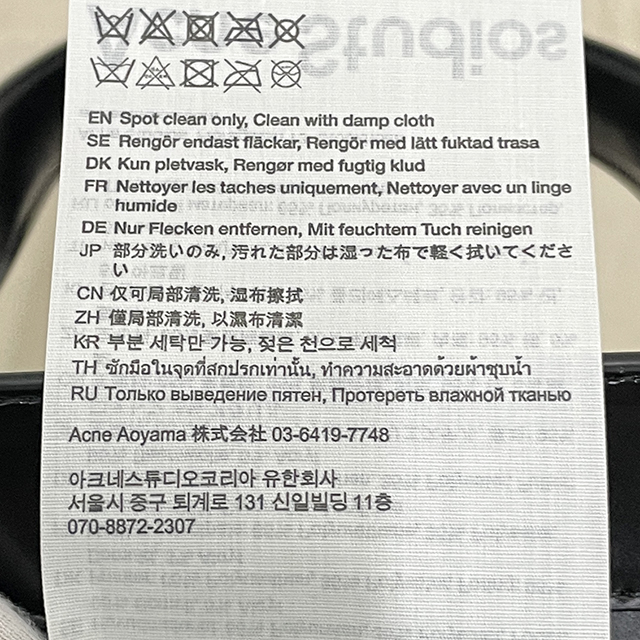 EN Spot clean only, Clean with damp cloth
SE Rengör endast fläckar, Rengör med lätt fuktad trasa
DK Kun pletvask, Rengør med fugtig klud
FR Nettoyer les taches uniquement, Nettoyer avec un linge
humide
DE Nur Flecken entfernen, Mit feuchtem Tuch reinigen
JP 部分洗いのみ, 汚れた部分は湿った布で軽く拭いてくださ
い
CN 仅可局部清洗, 湿布擦拭
ZH 僅局部清潔, 以濕布清潔
KR 부분 세탁만 가능, 젖은 천으로 세척
TH ซักมือในจุดที่สกปรกเท่านั้น, ทำความสะอาดด้วยผ้าชุบน้ำ
RU Только выведение пятен, Протереть влажной тканью
Acne Aoyama 株式会社 03-6419-7748
아크네스튜디오코리아 유한회사
서울시 중구 퇴계로 131 신일빌딩 11층
070-8872-2307